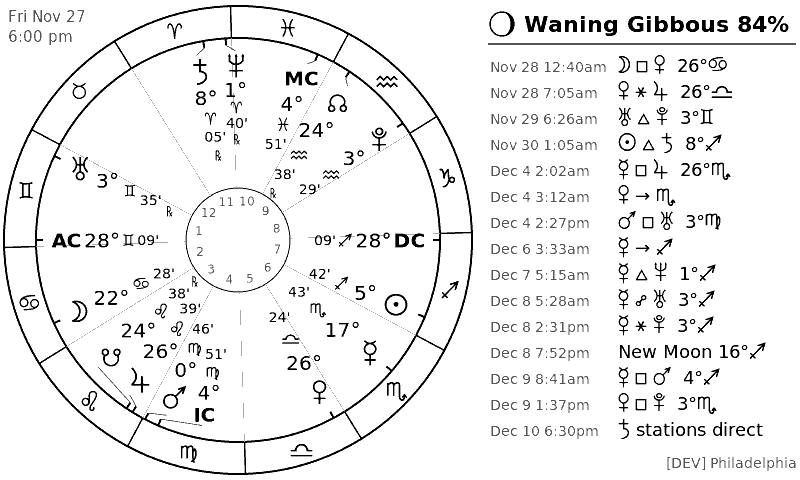 Fri Nov 27
6:00 pm
Waning Gibbous 84%
Nov 28 12:40am ☽ □ ♀ 26°♋
Nov 28 7:05am ♀ ⚹ ♃ 26°♎
Nov 29 6:26am ♅ △ ⯓ 3°♊
Nov 30 1:05am ☉ △ ♄ 8°♐
Dec 4 2:02am ☿ □ ♃ 26°♏
Dec 4 3:12am ♀ → ♏
Dec 4 2:27pm ♂ □ ♅ 3°♍
Dec 6 3:33am ☿ → ♐
Dec 7 5:15am ☿ △ ♆ 1°♐
Dec 8 5:28am ☿ ☍ ♅ 3°♐
Dec 8 2:31pm ☿ ⚹ ⯓ 3°♐
Dec 8 7:52pm New Moon 16°♐
Dec 9 8:41am ☿ □ ♂ 4°♐
Dec 9 1:37pm ♀ □ ⯓ 3°♏
Dec 10 6:30pm ♄ stations direct
[DEV] Philadelphia
♈ ♓ ♒ ♑ ♐ ♏ ♎ ♍ ♌ ♋ ♊ ♉
♄ 8° ♈ 05' ℞
♆ 1° ♈ 40' ℞
MC 4° ♓ 51'
☊ 24° ♒ 38' ℞
⯓ 3° ♒ 29'
♅ 3° ♊ 35' ℞
AC 28° ♊ 09'
09' ♐ 28° DC
☽ 22° ♋ 28'
☋ 24° ♌ 38' ℞
♃ 26° ♌ 39'
♂ 0° ♍ 46'
IC 4° ♍ 51'
♀ 26° ♎ 24'
☿ 17° ♏ 43'
☉ 5° ♐ 42'
1
2
3
4
5
6
7
8
9
10
11
12